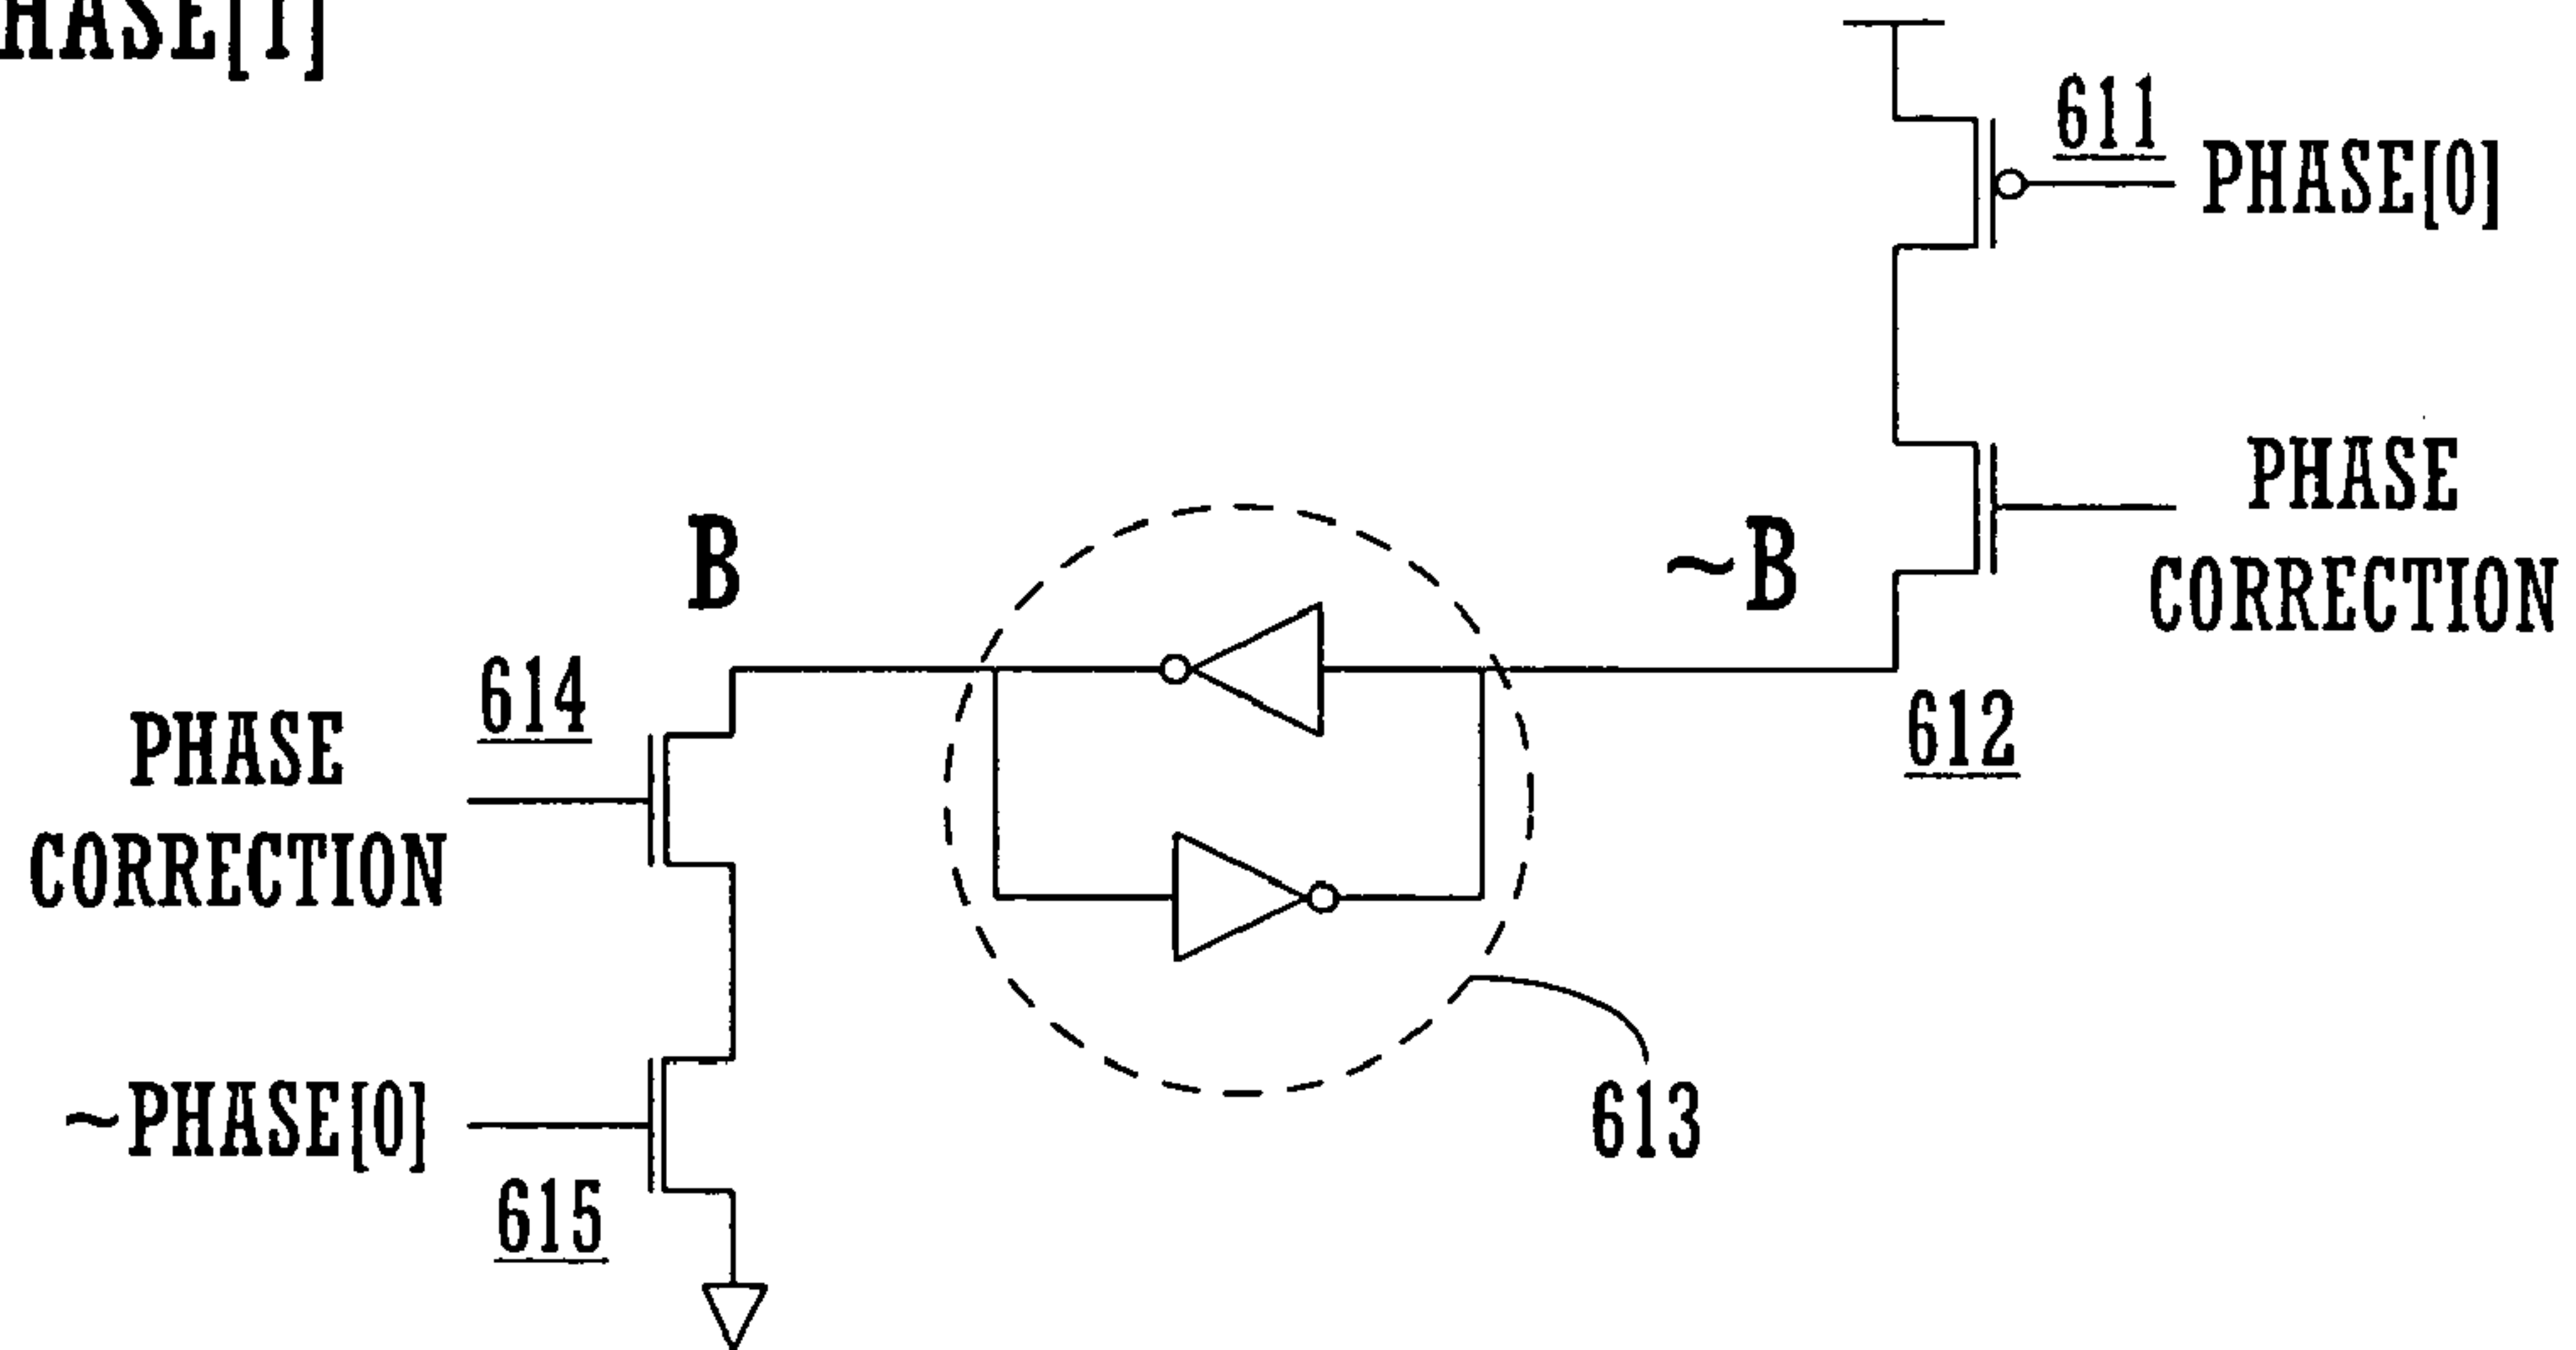 HASE[1]
611
PHASE[0]
PHASE
CORRECTION
B
~B
614
612
PHASE
CORRECTION
~PHASE[0]
613
615